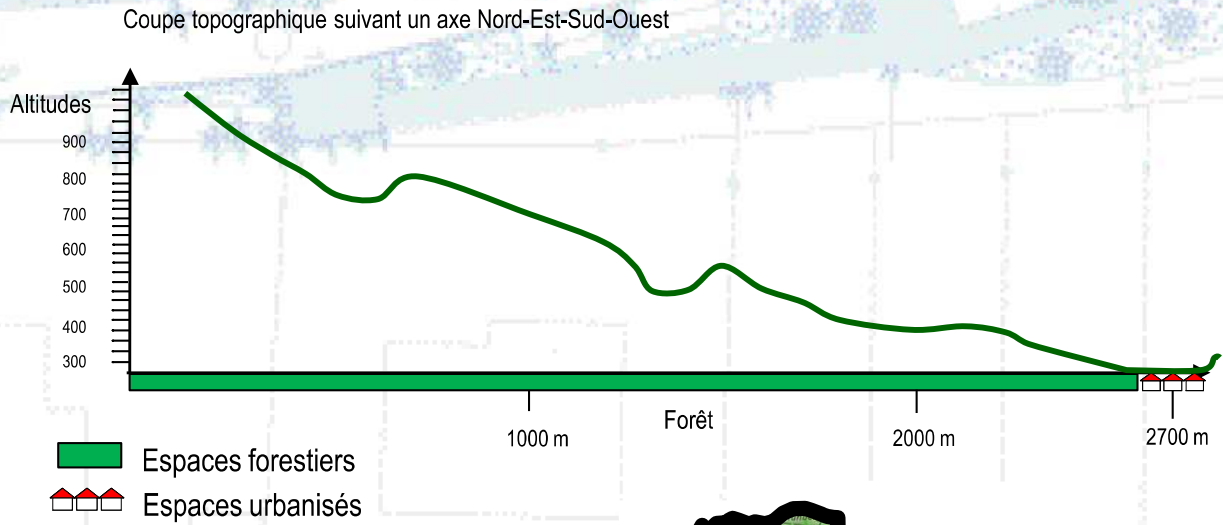 Coupe topographique suivant un axe Nord-Est-Sud-Ouest
Altitudes
900
800
700
600
500
400
300
Forêt
1000 m
2000 m
2700 m
Espaces forestiers
Espaces urbanisés